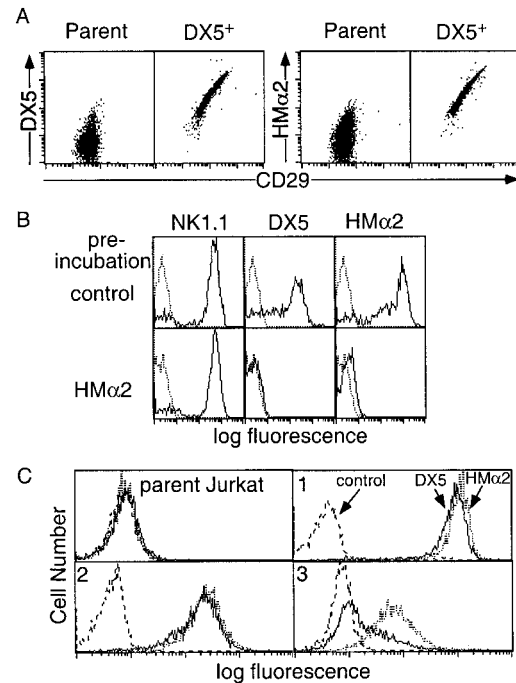 A
Parent
DX5⁺
Parent
DX5⁺
DX5
HMα2
CD29
B
NK1.1
DX5
HMα2
pre-
incubation
control
HMα2
log fluorescence
C
parent Jurkat
1
control
DX5
HMα2
2
3
Cell Number
log fluorescence